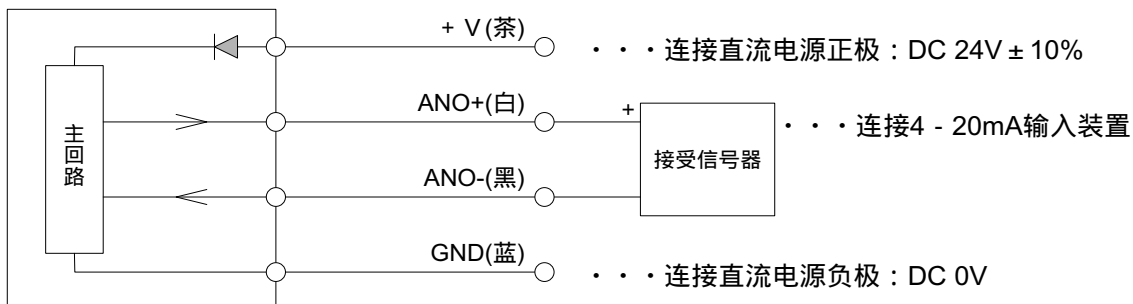 + V(茶)
・・・连接直流电源正极：DC 24V ± 10%
ANO+(白)
+
・・・连接4 - 20mA输入装置
主回路
接受信号器
ANO-(黑)
GND(蓝)
・・・连接直流电源负极：DC 0V